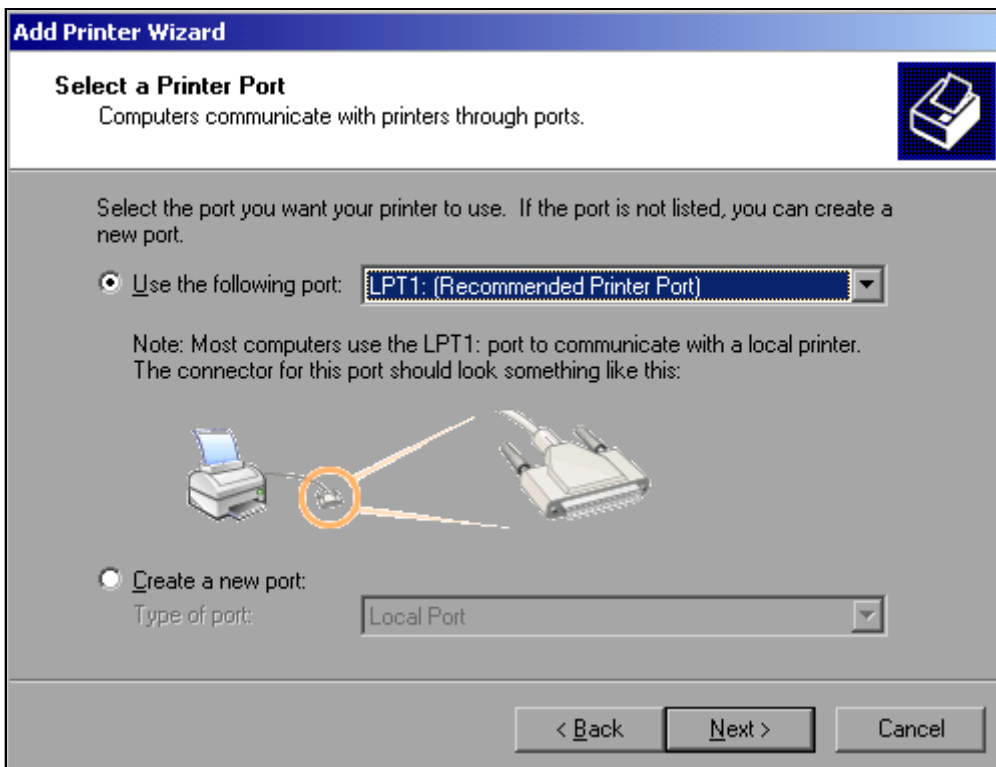 Add Printer Wizard
Select a Printer Port
Computers communicate with printers through ports.
Select the port you want your printer to use.  If the port is not listed, you can create a
new port.
Use the following port: LPT1: (Recommended Printer Port)
Note: Most computers use the LPT1: port to communicate with a local printer.
The connector for this port should look something like this:
Create a new port:
Type of port: Local Port
< Back Next > Cancel